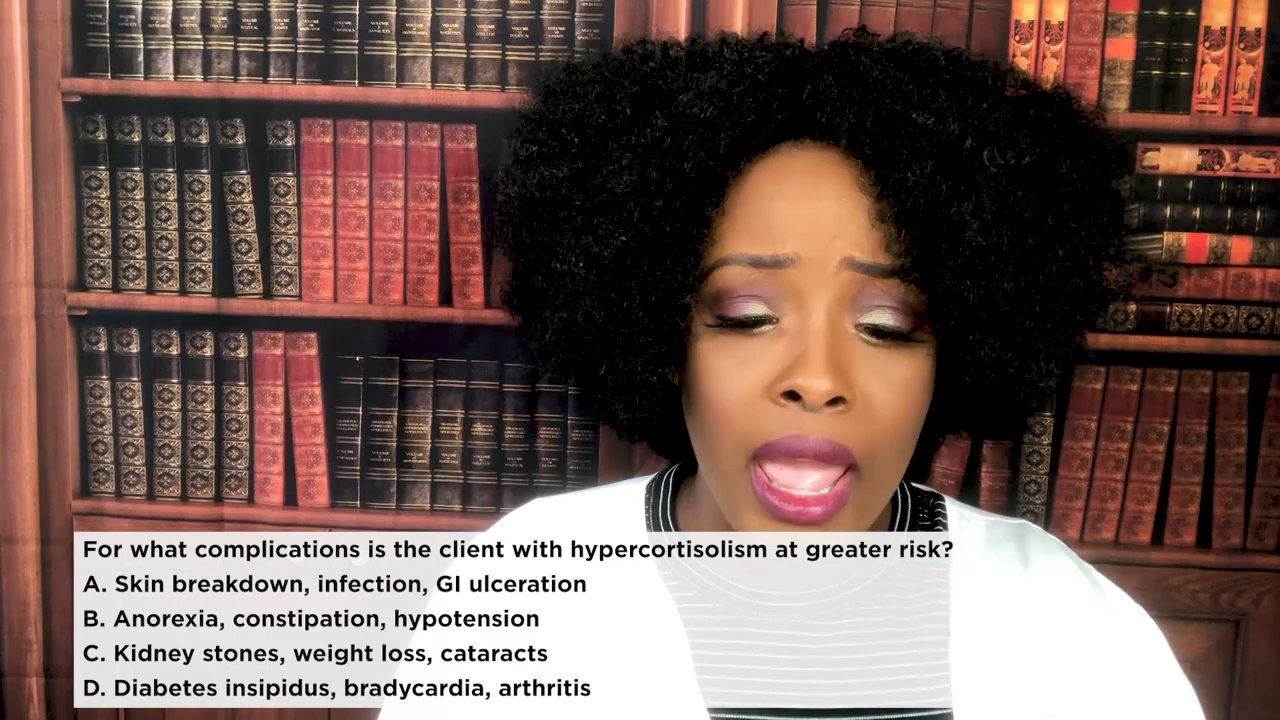 For what complications is the client with hypercortisolism at greater risk?
A. Skin breakdown, infection, GI ulceration
B. Anorexia, constipation, hypotension
C. Kidney stones, weight loss, cataracts
D. Diabetes insipidus, bradycardia, arthritis